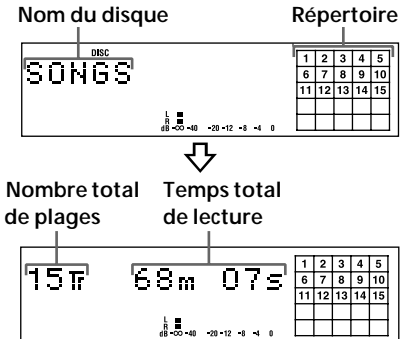 Nom du disque
Répertoire
DISC
SONGS
1 2 3 4 5
6 7 8 9 10
11 12 13 14 15
L
R
dB -∞ -40 -20 -12 -8 -4 0
Nombre total
de plages
Temps total
de lecture
15Tr 68m 07s
1 2 3 4 5
6 7 8 9 10
11 12 13 14 15
L
R
dB -∞ -40 -20 -12 -8 -4 0